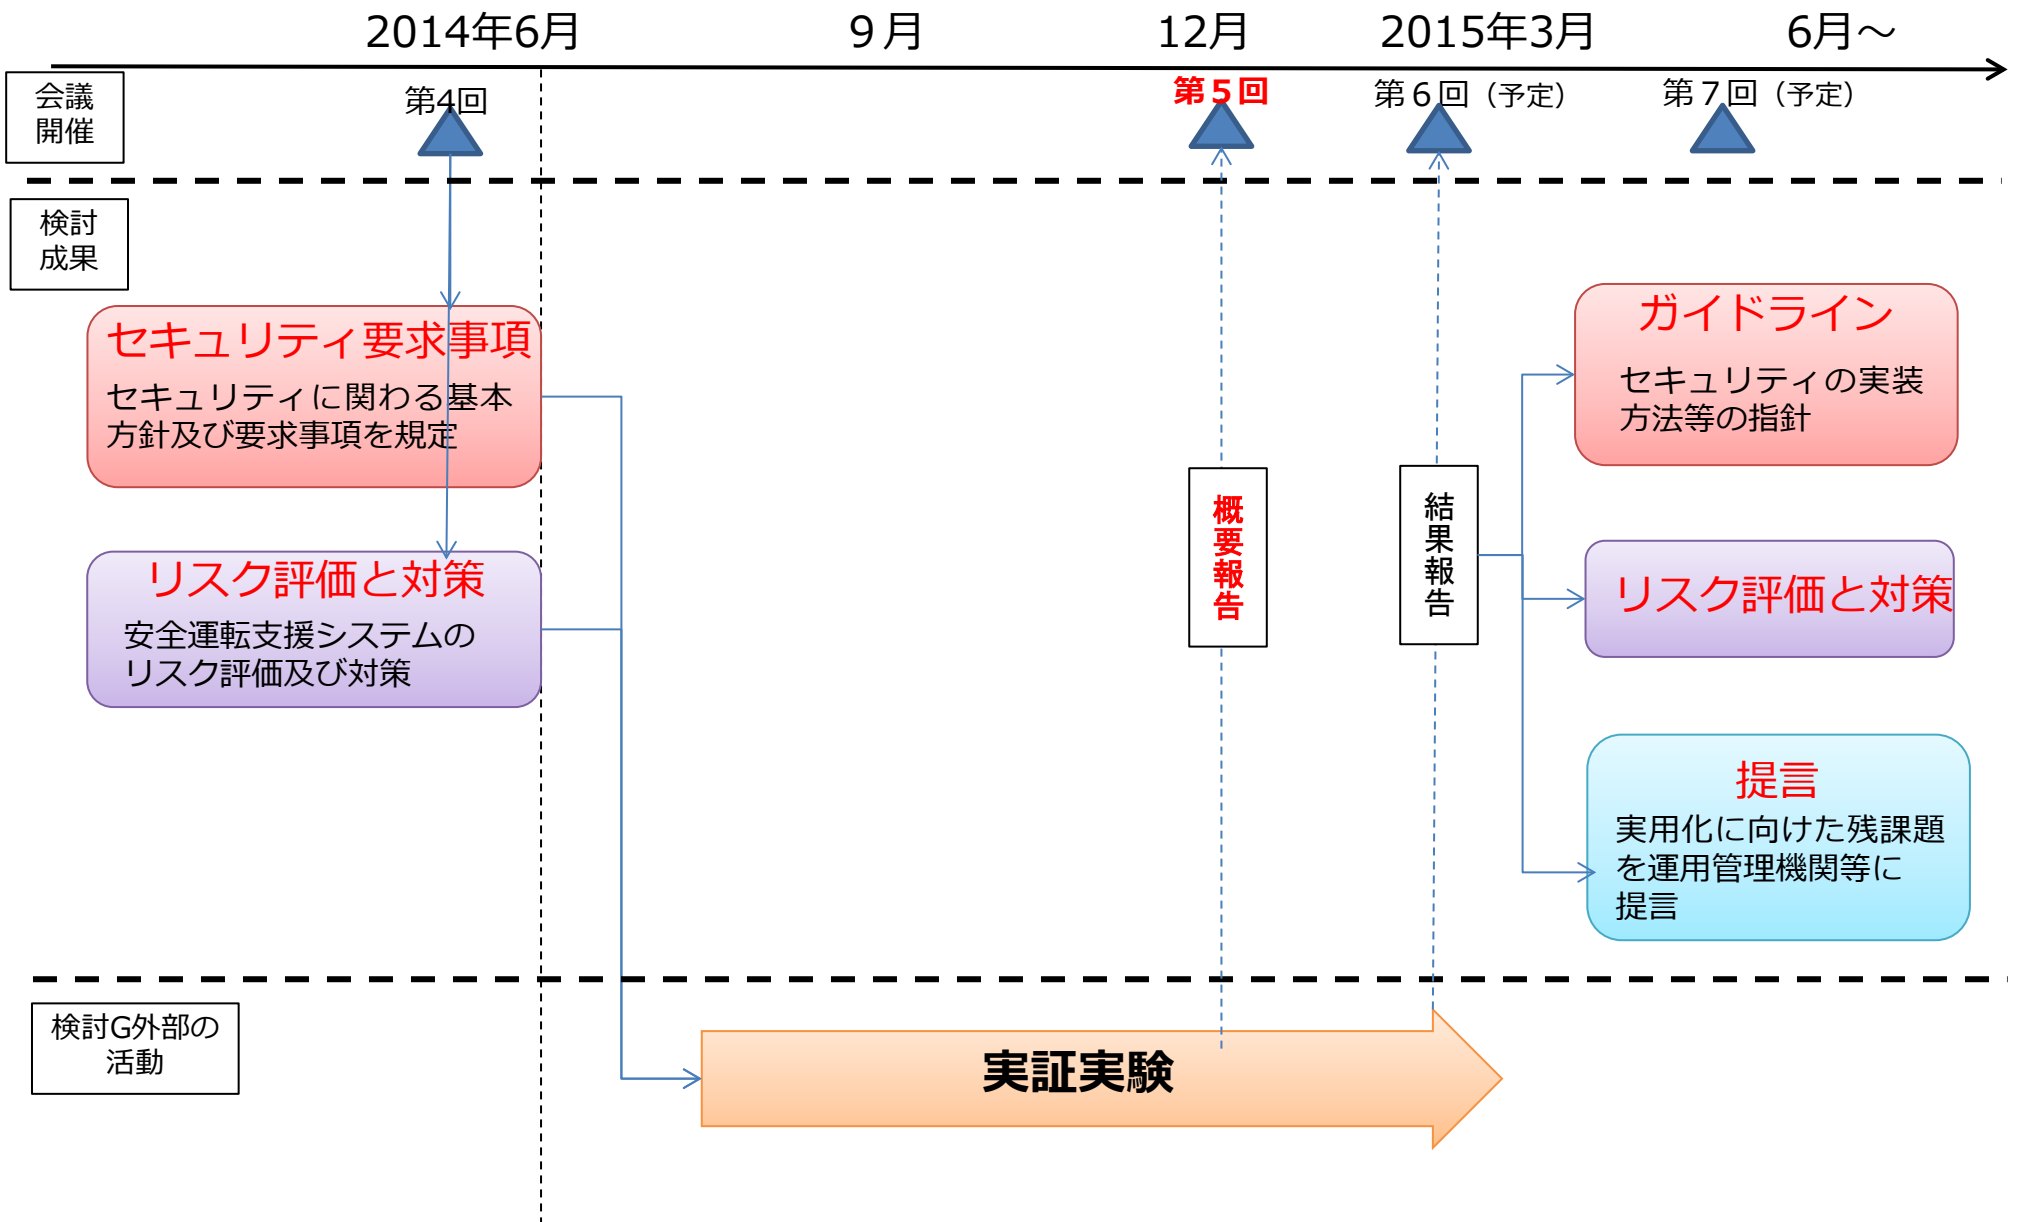 2014年6月
９月
12月
2015年3月
6月～
会議
開催
第4回
第５回
第６回（予定）
第７回（予定）
検討
成果
セキュリティ要求事項
セキュリティに関わる基本
方針及び要求事項を規定
リスク評価と対策
安全運転支援システムの
リスク評価及び対策
概要報告
結果報告
ガイドライン
セキュリティの実装
方法等の指針
リスク評価と対策
提言
実用化に向けた残課題
を運用管理機関等に
提言
検討G外部の
活動
実証実験